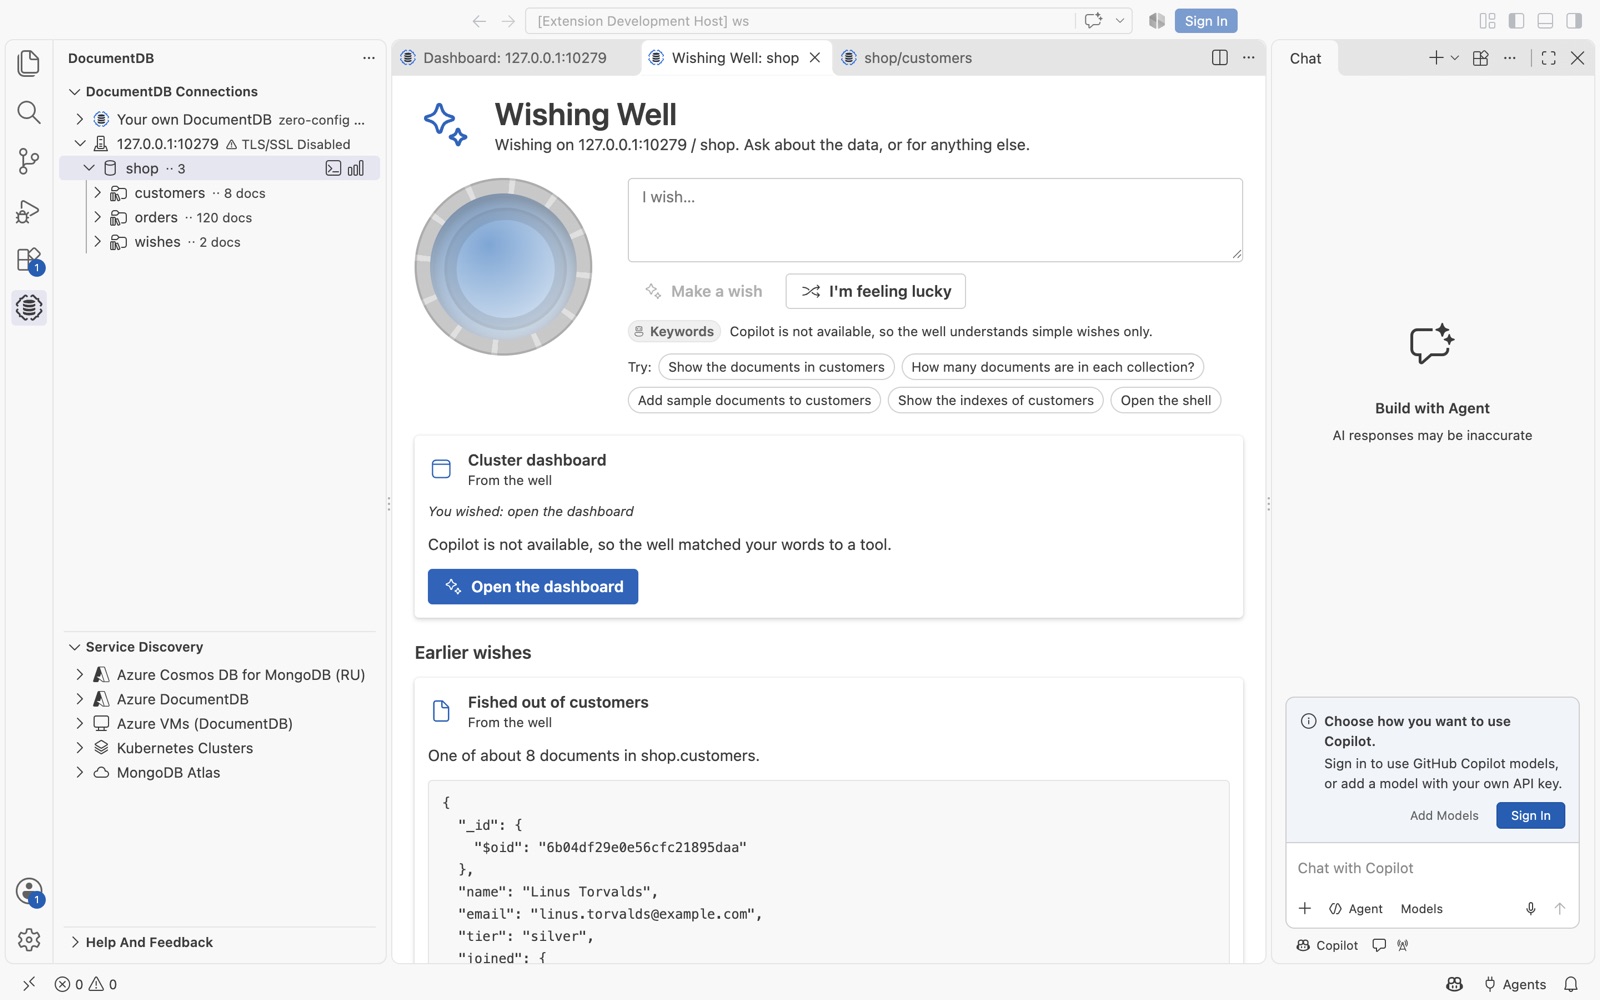 [Extension Development Host] ws
Sign In
DocumentDB
DocumentDB Connections
Your own DocumentDB zero-config ...
127.0.0.1:10279 TLS/SSL Disabled
shop ·· 3
customers ·· 8 docs
orders ·· 120 docs
wishes ·· 2 docs
1
Service Discovery
Azure Cosmos DB for MongoDB (RU)
Azure DocumentDB
Azure VMs (DocumentDB)
Kubernetes Clusters
MongoDB Atlas
1
Help And Feedback
Dashboard: 127.0.0.1:10279
Wishing Well: shop
shop/customers
Wishing Well
Wishing on 127.0.0.1:10279 / shop. Ask about the data, or for anything else.
I wish...
Make a wish
I'm feeling lucky
Keywords Copilot is not available, so the well understands simple wishes only.
Try: Show the documents in customers How many documents are in each collection?
Add sample documents to customers Show the indexes of customers Open the shell
Cluster dashboard
From the well
You wished: open the dashboard
Copilot is not available, so the well matched your words to a tool.
Open the dashboard
Earlier wishes
Fished out of customers
From the well
One of about 8 documents in shop.customers.
{
"_id": {
"$oid": "6b04df29e0e56cfc21895daa"
},
"name": "Linus Torvalds",
"email": "linus.torvalds@example.com",
"tier": "silver",
"joined": {
Chat
Build with Agent
AI responses may be inaccurate
Choose how you want to use
Copilot.
Sign in to use GitHub Copilot models,
or add a model with your own API key.
Add Models
Sign In
Chat with Copilot
Agent
Models
Copilot
0
0
Agents